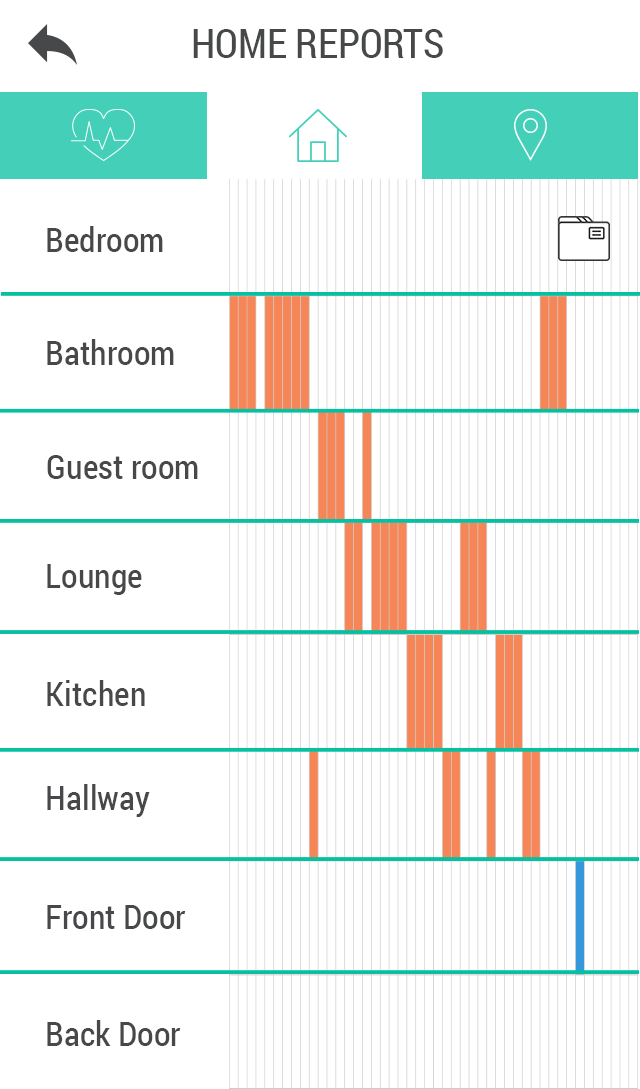 HOME REPORTS
Bedroom
Bathroom
Guest room
Lounge
Kitchen
Hallway
Front Door
Back Door